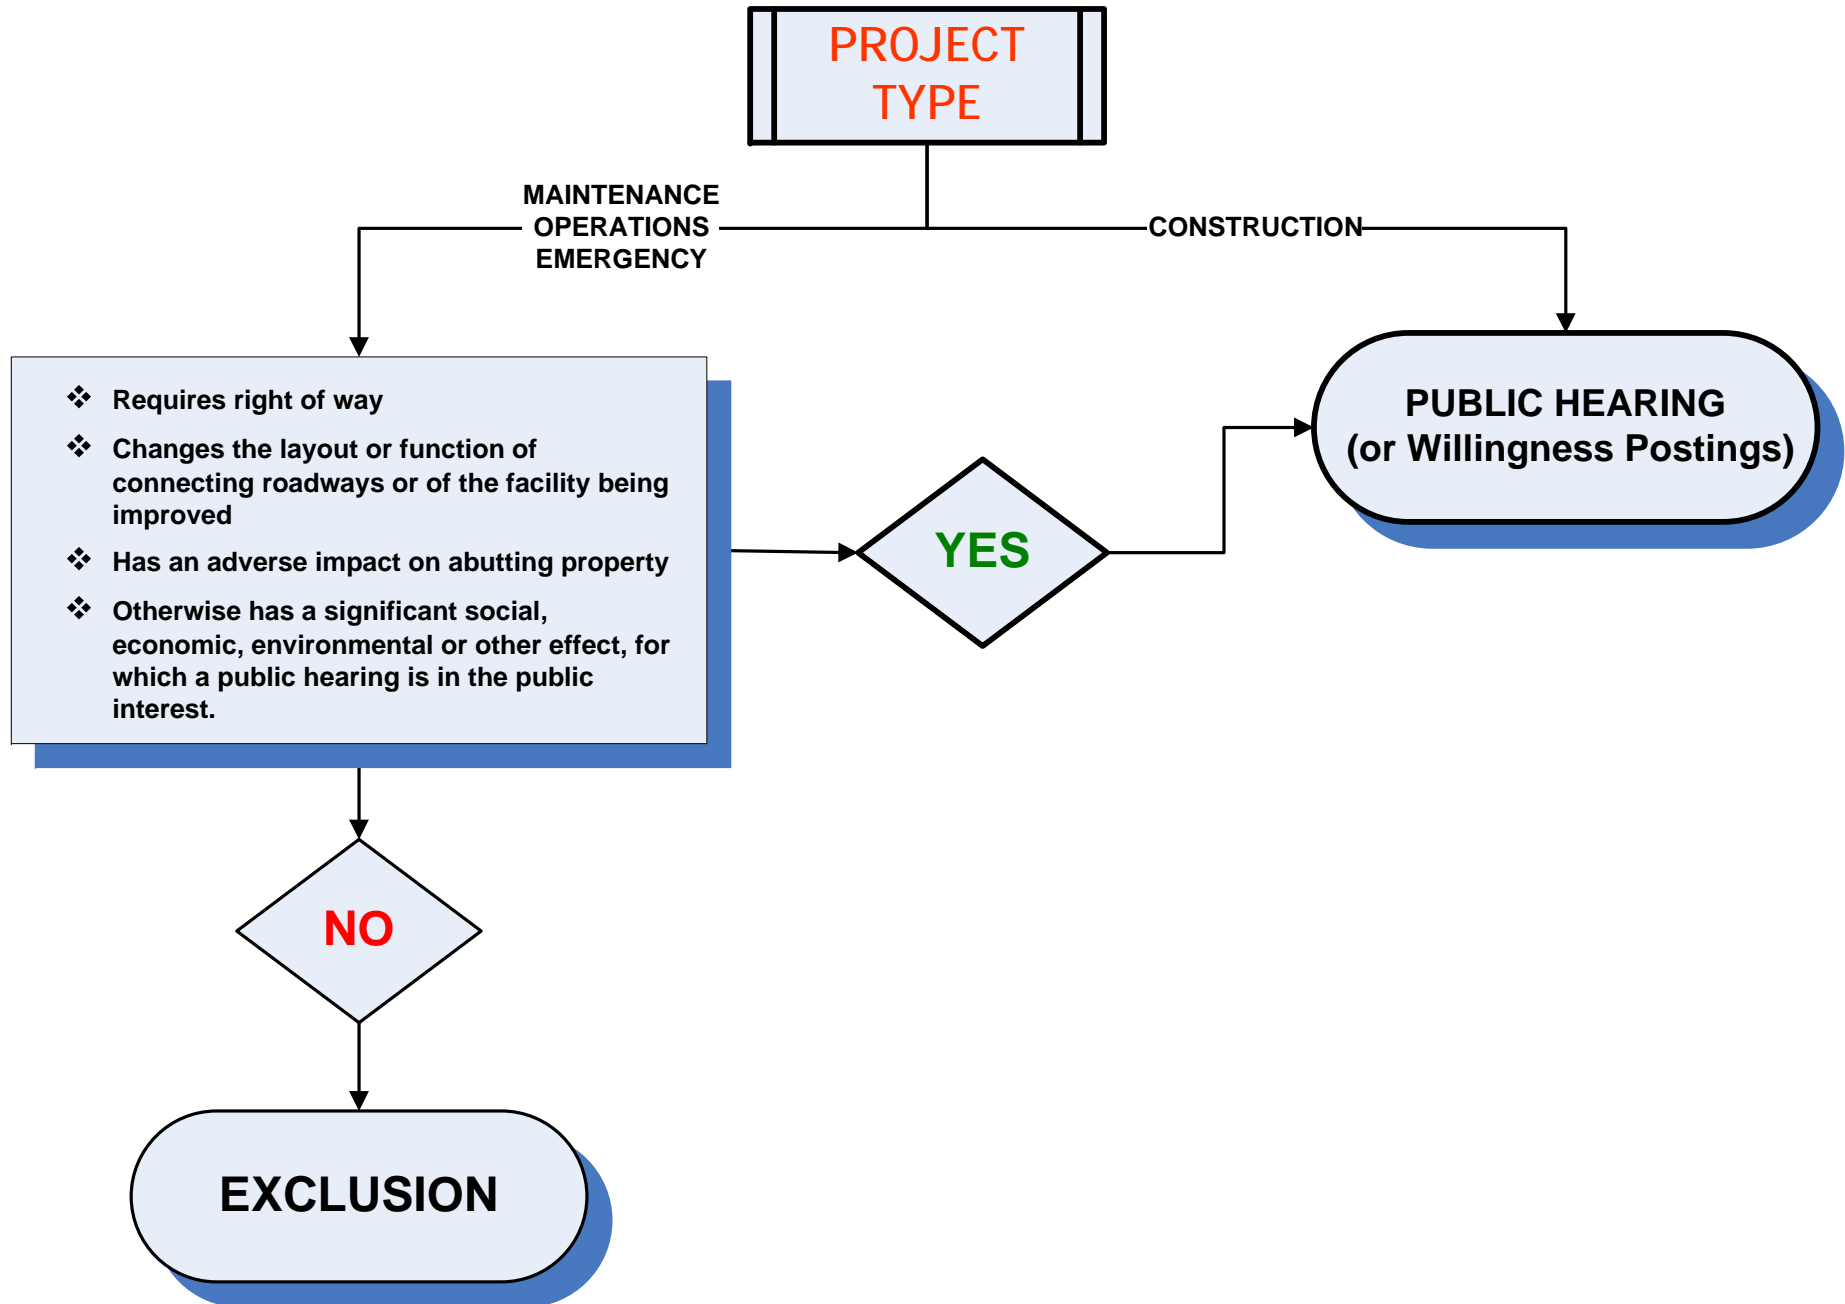 PROJECT
TYPE
MAINTENANCE
OPERATIONS
EMERGENCY
CONSTRUCTION
❖ Requires right of way
❖ Changes the layout or function of
connecting roadways or of the facility being
improved
❖ Has an adverse impact on abutting property
❖ Otherwise has a significant social,
economic, environmental or other effect, for
which a public hearing is in the public
interest.
YES
PUBLIC HEARING
(or Willingness Postings)
NO
EXCLUSION